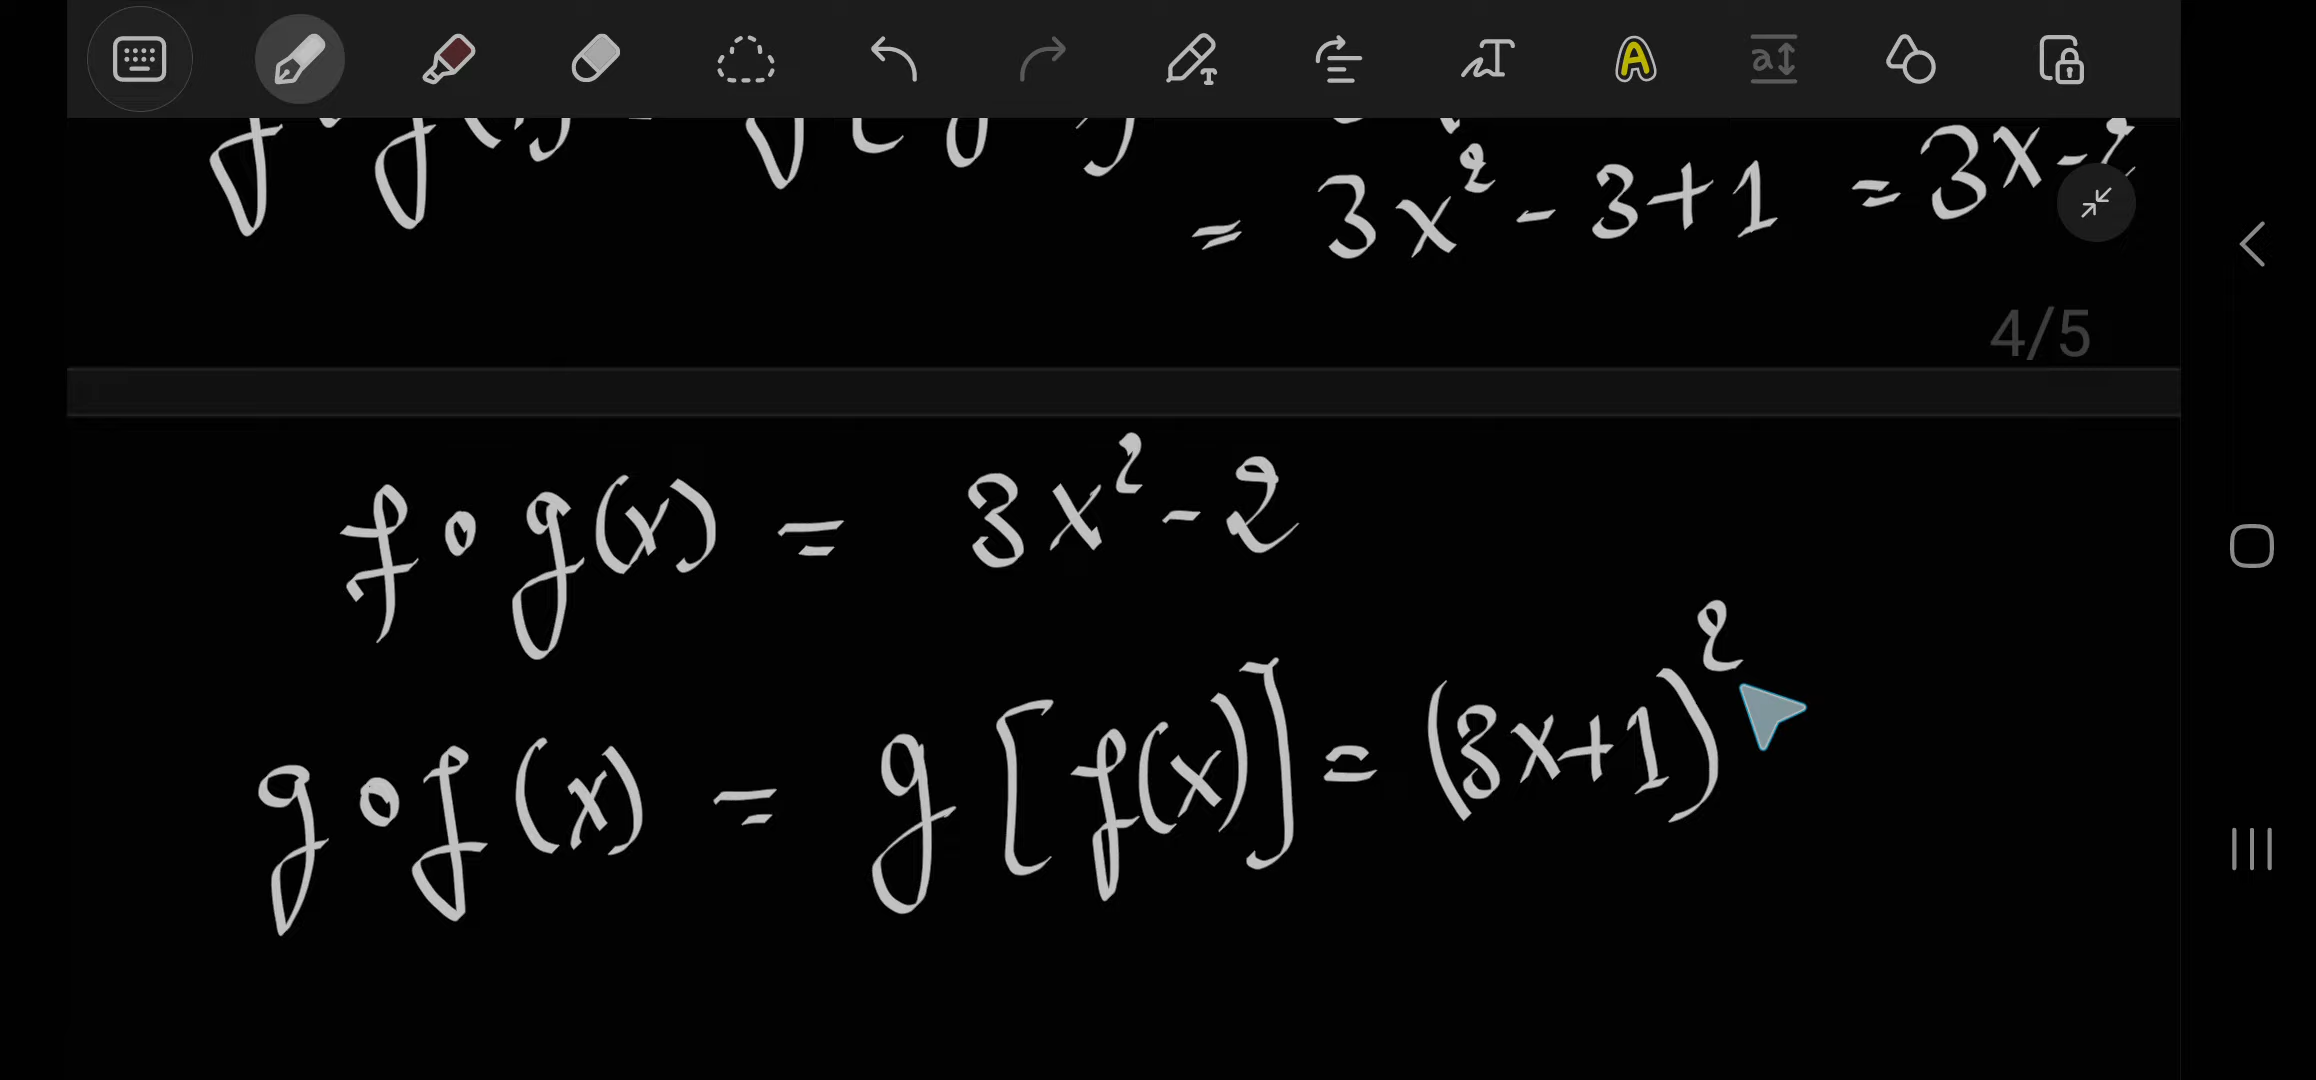 = 3x² - 3 + 1 = 3x -
4/5
f o g(x) = 3x² - 2
g o f (x) = g [f(x)] = (3x+1)²